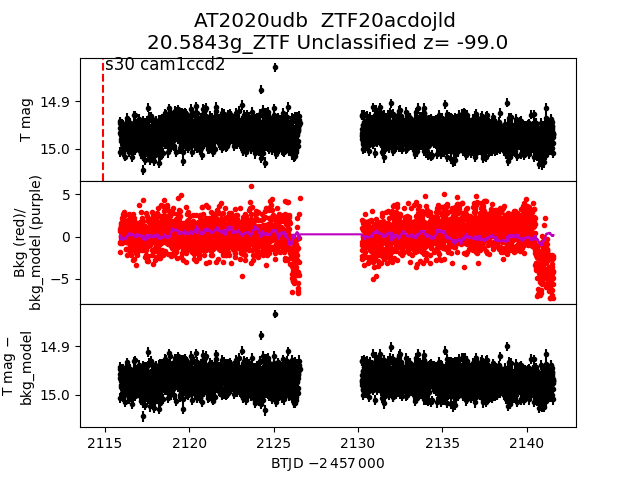 AT2020udb  ZTF20acdojld
20.5843g_ZTF Unclassified z= -99.0
s30 cam1ccd2
T mag
14.9
15.0
Bkg (red)/
bkg_model (purple)
5
0
−5
T mag −
bkg_model
14.9
15.0
2115
2120
2125
2130
2135
2140
BTJD −2 457 000